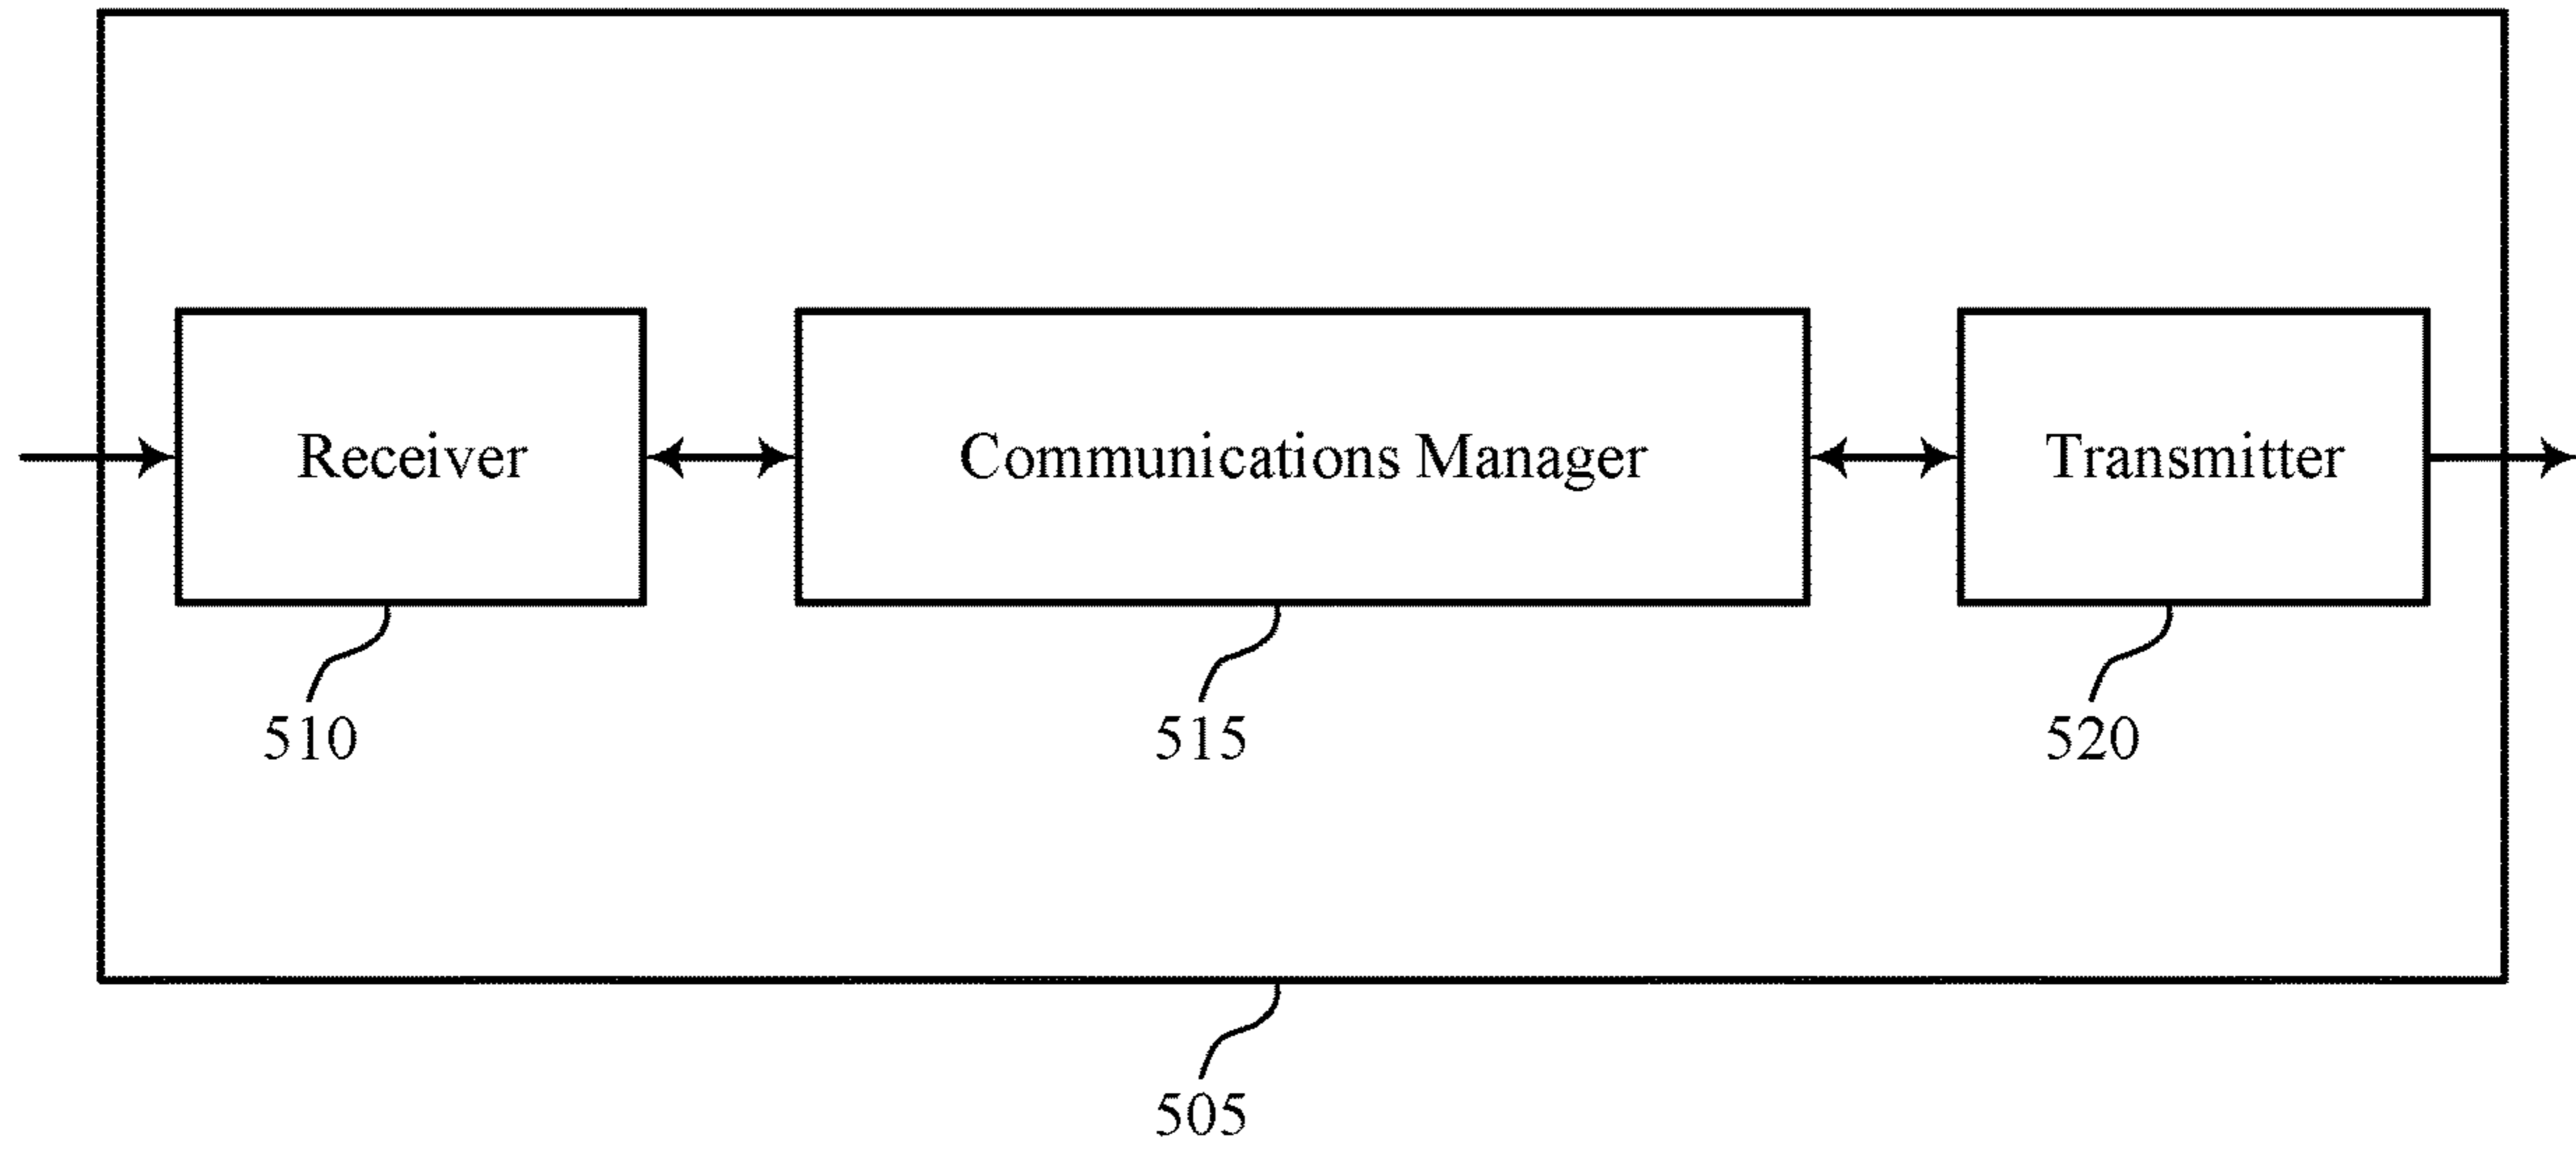 Receiver
Communications Manager
Transmitter
510
515
520
505